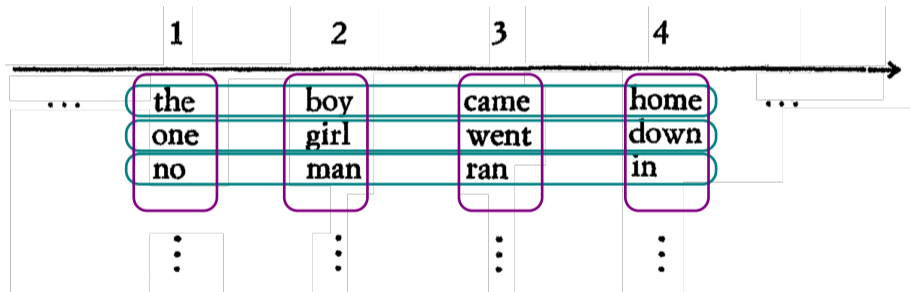 1 2 3 4
... the boy came home ...
one girl went down
no man ran in